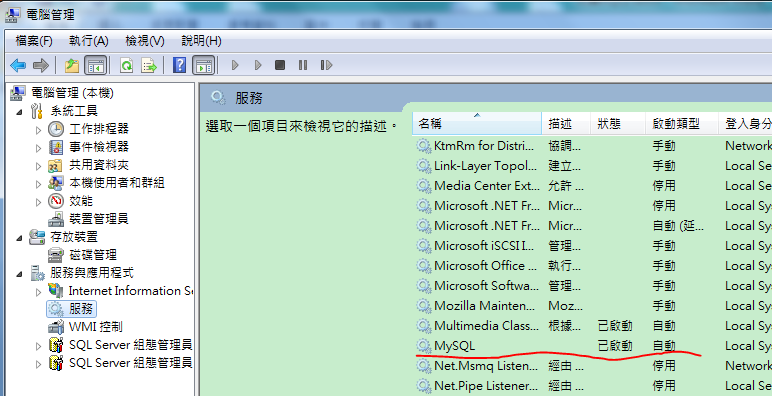 電腦管理
檔案(F) 執行(A) 檢視(V) 說明(H)
電腦管理 (本機)
系統工具
工作排程器
事件檢視器
共用資料夾
本機使用者和群組
效能
裝置管理員
存放裝置
磁碟管理
服務與應用程式
Internet Information Se
服務
WMI 控制
SQL Server 組態管理員
SQL Server 組態管理員
服務
選取一個項目來檢視它的描述。
名稱 描述 狀態 啟動類型 登入身分
KtmRm for Distri... 協調... 手動 Network
Link-Layer Topol... 建立... 手動 Local Se
Media Center Ext... 允許 ... 停用 Local Se
Microsoft .NET Fr... Micr... 停用 Local Sy
Microsoft .NET Fr... Micr... 自動 (延... Local Sy
Microsoft iSCSI I... 管理... 手動 Local Sy
Microsoft Office ... 執行... 手動 Local Sy
Microsoft Softwa... 管理... 手動 Local Sy
Mozilla Mainten... Moz... 手動 Local Sy
Multimedia Class... 根據... 已啟動 自動 Local Sy
MySQL 已啟動 自動 Local Sy
Net.Msmq Listen... 經由 ... 停用 Network
Net.Pipe Listener... 經由 ... 停用 Local Se